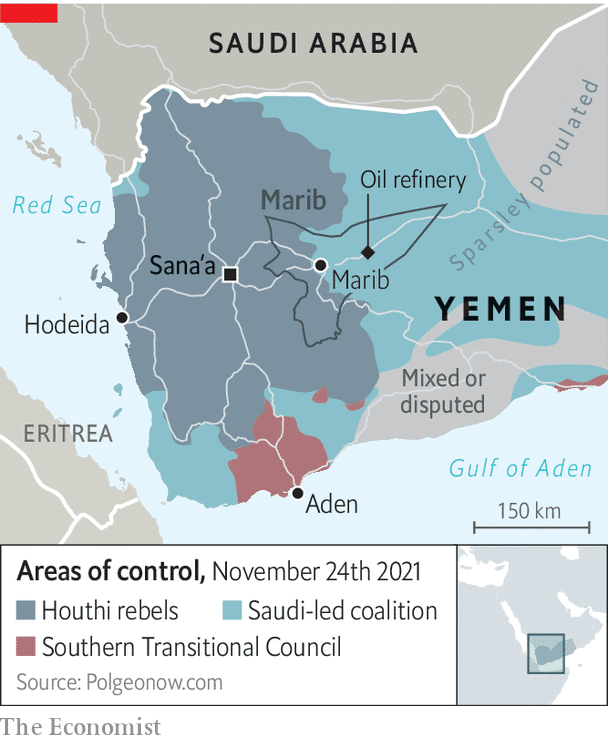 SAUDI ARABIA
Sparsley populated
Oil refinery
Marib
Red Sea
Sana’a
Marib
YEMEN
Hodeida
Mixed or
disputed
ERITREA
Gulf of Aden
Aden
150 km
Areas of control, November 24th 2021
Houthi rebels
Saudi-led coalition
Southern Transitional Council
Source: Polgeonow.com
The Economist